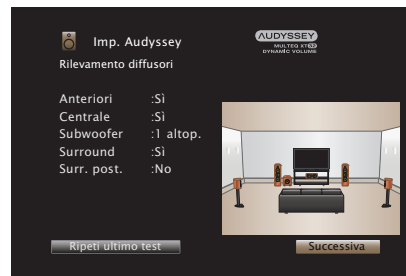 Imp. Audyssey
AUDYSSEY
MULTEQ XT32
DYNAMIC VOLUME
Rilevamento diffusori
Anteriori :Sì
Centrale :Sì
Subwoofer :1 altop.
Surround :Sì
Surr. post. :No
Ripeti ultimo test
Successiva